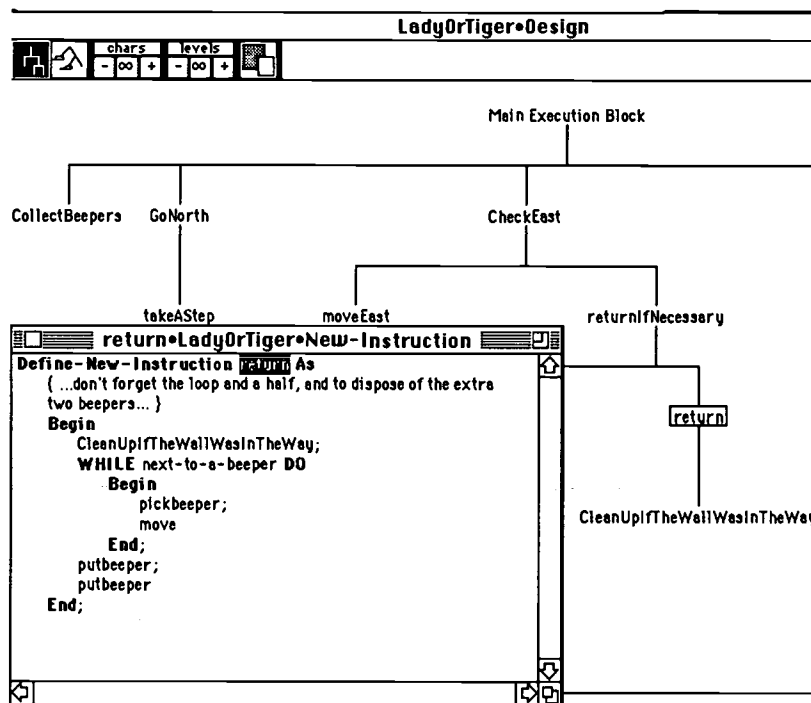 LadyOrTiger•Design
chars levels
- ∞ + - ∞ +
Main Execution Block
CollectBeepers GoNorth CheckEast
takeAStep moveEast returnIfNecessary
return•LadyOrTiger•New-Instruction
Define-New-Instruction return As
{ ...don't forget the loop and a half, and to dispose of the extra
two beepers... }
Begin
CleanUpIfTheWallWasInTheWay;
WHILE next-to-a-beeper DO
Begin
pickbeeper;
move
End;
putbeeper;
putbeeper
End;
return
CleanUpIfTheWallWasInTheWay